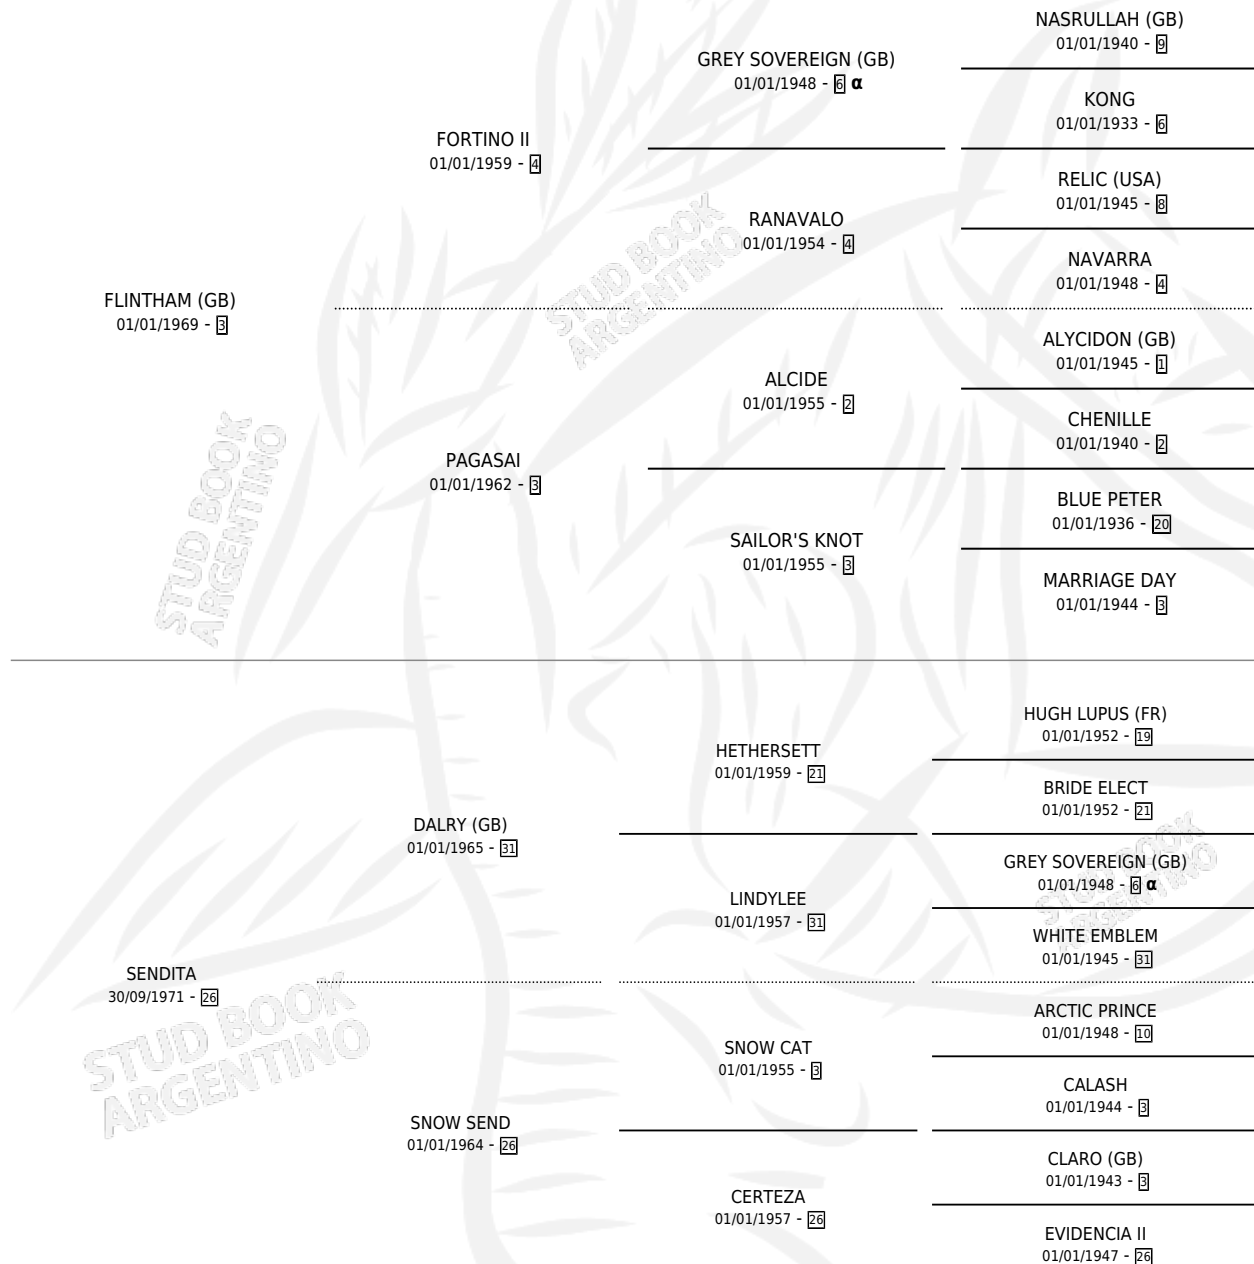 NASRULLAH (GB)
01/01/1940 - 9
GREY SOVEREIGN (GB)
01/01/1948 - 6 α
KONG
01/01/1933 - 6
FORTINO II
01/01/1959 - 4
RELIC (USA)
01/01/1945 - 8
RANAVALO
01/01/1954 - 4
NAVARRA
01/01/1948 - 4
FLINTHAM (GB)
01/01/1969 - 3
ALYCIDON (GB)
01/01/1945 - 1
ALCIDE
01/01/1955 - 2
CHENILLE
01/01/1940 - 2
PAGASAI
01/01/1962 - 3
BLUE PETER
01/01/1936 - 20
SAILOR'S KNOT
01/01/1955 - 3
MARRIAGE DAY
01/01/1944 - 3
HUGH LUPUS (FR)
01/01/1952 - 19
HETHERSETT
01/01/1959 - 21
BRIDE ELECT
01/01/1952 - 21
DALRY (GB)
01/01/1965 - 31
GREY SOVEREIGN (GB)
01/01/1948 - 6 α
LINDYLEE
01/01/1957 - 31
WHITE EMBLEM
01/01/1945 - 31
SENDITA
30/09/1971 - 26
ARCTIC PRINCE
01/01/1948 - 10
SNOW CAT
01/01/1955 - 3
CALASH
01/01/1944 - 3
SNOW SEND
01/01/1964 - 26
CLARO (GB)
01/01/1943 - 3
CERTEZA
01/01/1957 - 26
EVIDENCIA II
01/01/1947 - 26
STUD BOOK
ARGENTINO
STUD BOOK
ARGENTINO
STUD BOOK
ARGENTINO
STUD BOOK
ARGENTINO